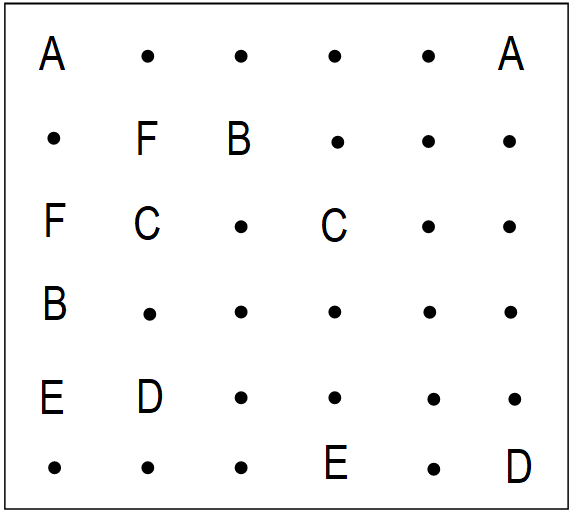 A • • • • A
• F B • • •
F C • C • •
B • • • • •
E D • • • •
• • • E • D